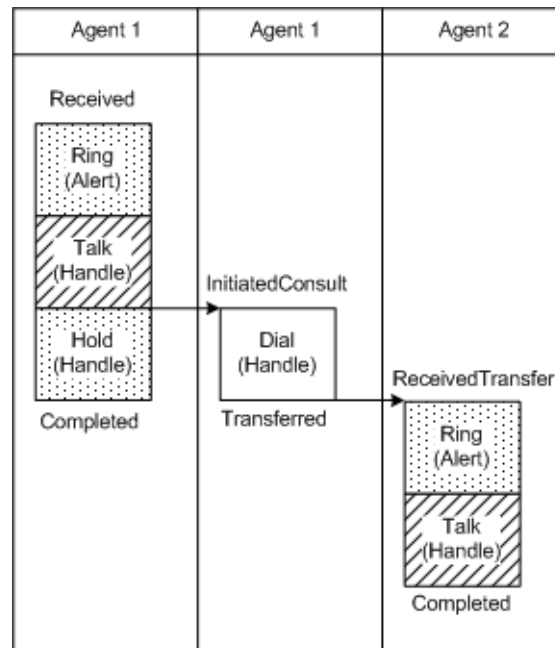 Agent 1
Agent 1
Agent 2
Received
Ring
(Alert)
Talk
(Handle)
InitiatedConsult
Hold
(Handle)
Dial
(Handle)
ReceivedTransfer
Completed
Transferred
Ring
(Alert)
Talk
(Handle)
Completed